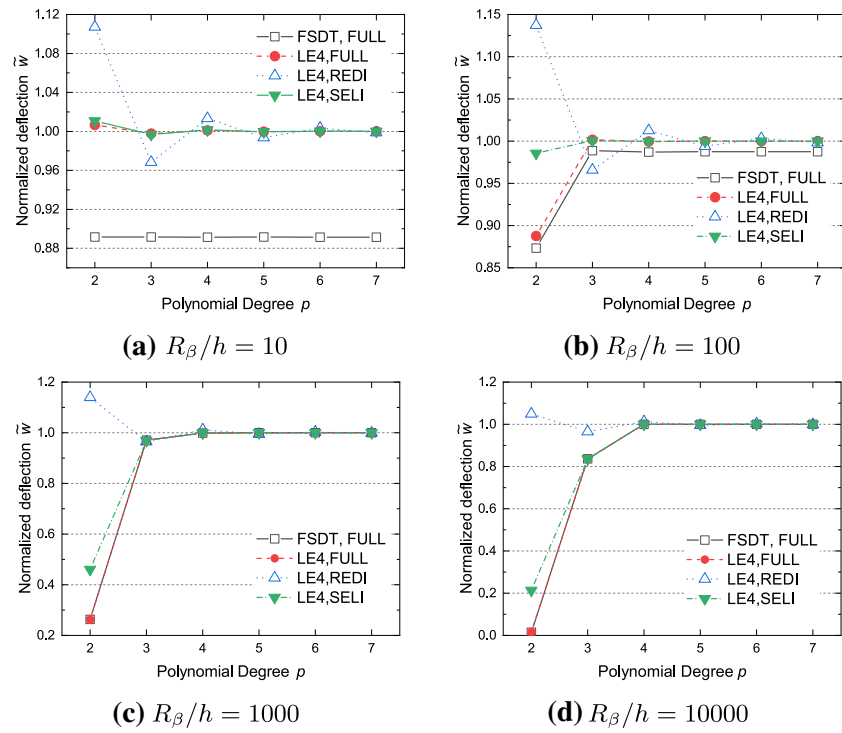 Normalized deflection w̃
1.12
1.08
1.04
1.00
0.96
0.92
0.88
FSDT, FULL
LE4,FULL
LE4,REDI
LE4,SELI
2 3 4 5 6 7
Polynomial Degree p
(a) R_β/h = 10
Normalized deflection w̃
1.15
1.10
1.05
1.00
0.95
0.90
0.85
FSDT, FULL
LE4,FULL
LE4,REDI
LE4,SELI
2 3 4 5 6 7
Polynomial Degree p
(b) R_β/h = 100
Normalized deflection w̃
1.2
1.0
0.8
0.6
0.4
0.2
FSDT, FULL
LE4,FULL
LE4,REDI
LE4,SELI
2 3 4 5 6 7
Polynomial Degree p
(c) R_β/h = 1000
Normalized deflection w̃
1.2
1.0
0.8
0.6
0.4
0.2
0.0
FSDT, FULL
LE4,FULL
LE4,REDI
LE4,SELI
2 3 4 5 6 7
Polynomial Degree p
(d) R_β/h = 10000